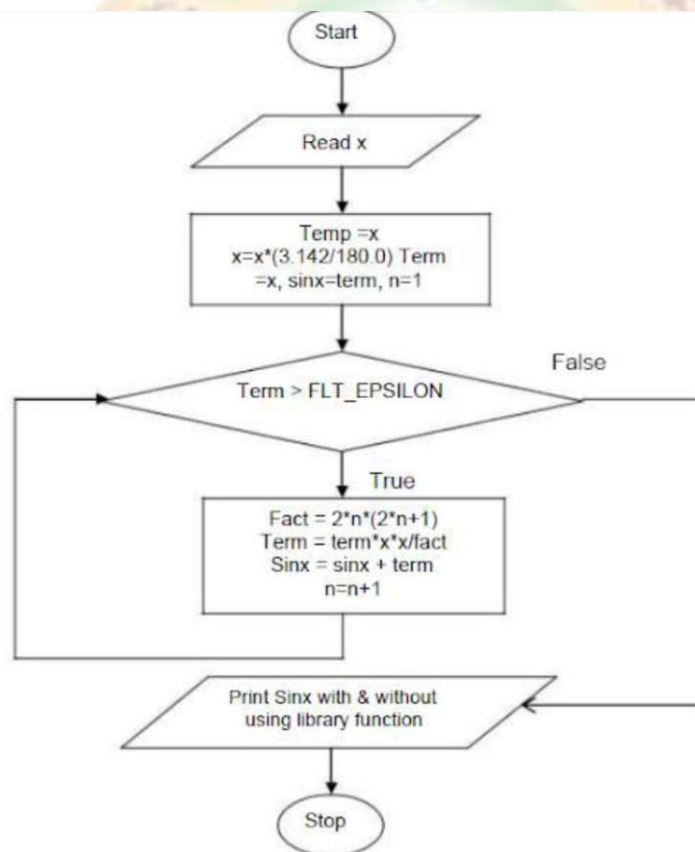 Start
Read x
Temp =x
x=x*(3.142/180.0) Term
=x, sinx=term, n=1
Term > FLT_EPSILON
False
True
Fact = 2*n*(2*n+1)
Term = term*x*x/fact
Sinx = sinx + term
n=n+1
Print Sinx with & without
using library function
Stop